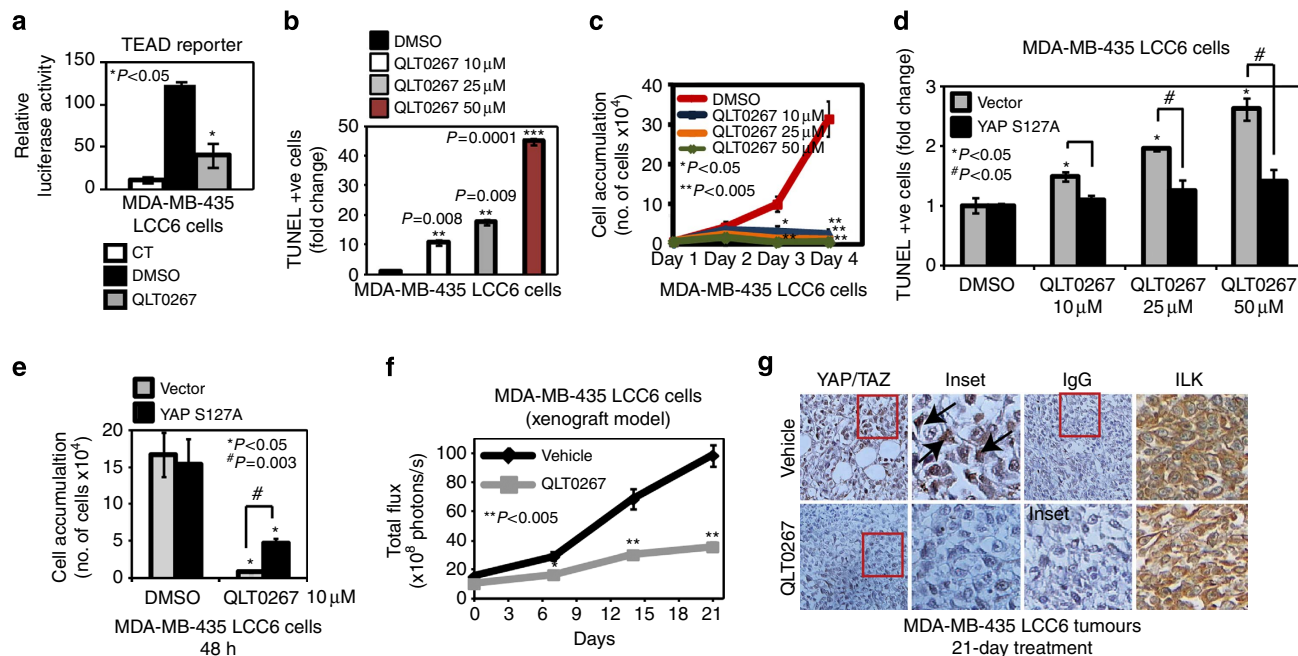 a
TEAD reporter
Relative
luciferase activity
150
100
50
0
*P<0.05
*
MDA-MB-435
LCC6 cells
CT
DMSO
QLT0267
b
DMSO
QLT0267 10 μM
QLT0267 25 μM
QLT0267 50 μM
TUNEL +ve cells
(fold change)
50
40
30
20
10
0
P=0.0001
***
P=0.009
**
P=0.008
**
MDA-MB-435 LCC6 cells
c
Cell accumulation
(no. of cells x10⁴)
40
30
20
10
0
DMSO
QLT0267 10 μM
QLT0267 25 μM
QLT0267 50 μM
*P<0.05
**P<0.005
*
**
**
**
**
Day 1 Day 2 Day 3 Day 4
MDA-MB-435 LCC6 cells
d
MDA-MB-435 LCC6 cells
TUNEL +ve cells (fold change)
3
2
1
0
Vector
YAP S127A
*P<0.05
#P<0.05
*
*
#
*
#
DMSO
QLT0267
10 μM
QLT0267
25 μM
QLT0267
50 μM
e
Vector
YAP S127A
Cell accumulation
(no. of cells x10⁴)
20
15
10
5
0
*P<0.05
#P=0.003
#
*
*
DMSO QLT0267 10 μM
MDA-MB-435 LCC6 cells
48 h
f
MDA-MB-435 LCC6 cells
(xenograft model)
Total flux
(x10⁸ photons/s)
100
80
60
40
20
0
Vehicle
QLT0267
**P<0.005
*
**
**
0 3 6 9 12 15 18 21
Days
g
YAP/TAZ Inset IgG ILK
Vehicle
QLT0267
Inset
MDA-MB-435 LCC6 tumours
21-day treatment